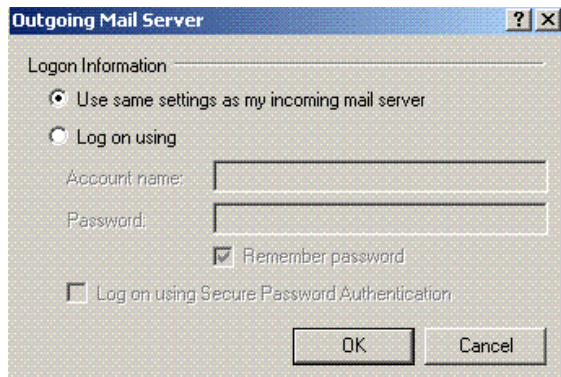 Outgoing Mail Server
Logon Information
Use same settings as my incoming mail server
Log on using
Account name:
Password:
Remember password
Log on using Secure Password Authentication
OK Cancel